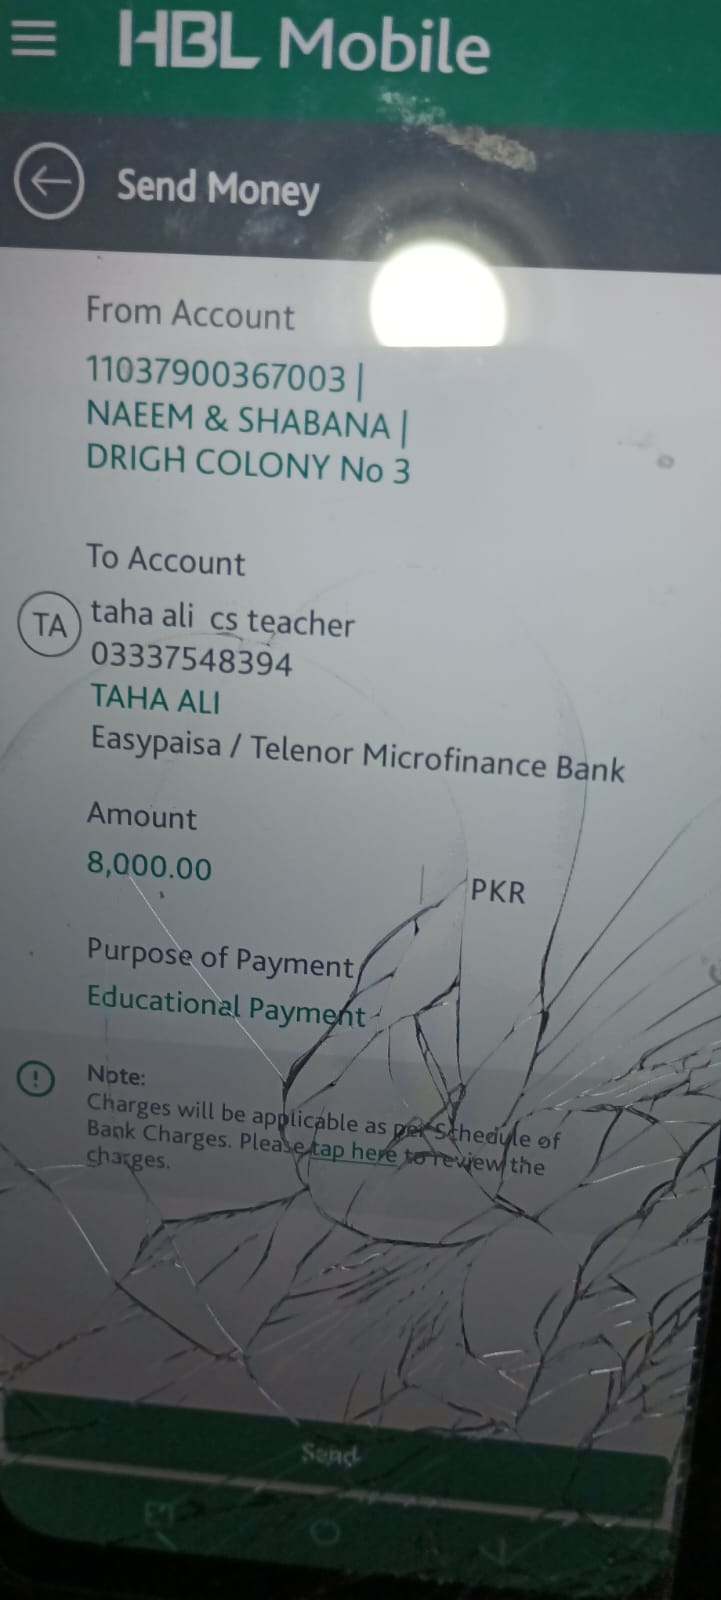 HBL Mobile
Send Money
From Account
11037900367003 |
NAEEM & SHABANA |
DRIGH COLONY No 3
To Account
TA
taha ali cs teacher
03337548394
TAHA ALI
Easypaisa / Telenor Microfinance Bank
Amount
8,000.00
PKR
Purpose of Payment
Educational Payment
Note:
Charges will be applicable as per Schedule of
Bank Charges. Please tap here to review the
charges.
Send